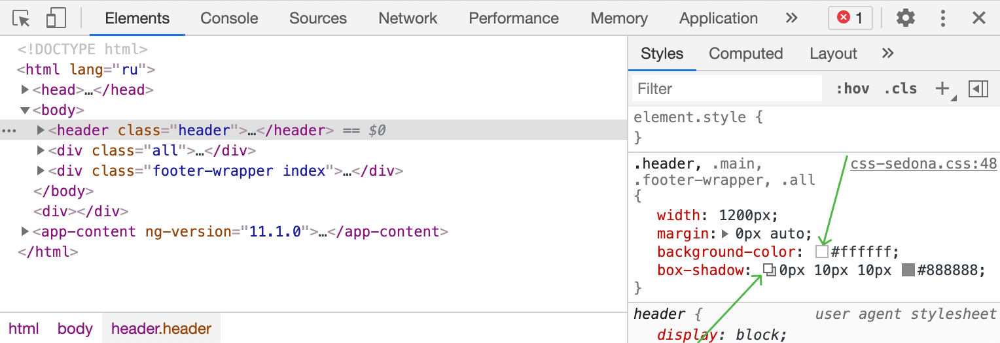 Elements Console Sources Network Performance Memory Application » 1
<!DOCTYPE html>
<html lang="ru">
▶<head>…</head>
▼<body>
••• ▶<header class="header">…</header> == $0
▶<div class="all">…</div>
▶<div class="footer-wrapper index">…</div>
</body>
<div></div>
▶<app-content ng-version="11.1.0">…</app-content>
</html>
html body header.header
Styles Computed Layout »
Filter :hov .cls +
element.style {
}
.header, .main, css-sedona.css:48
.footer-wrapper, .all
{
width: 1200px;
margin: ▶ 0px auto;
background-color: #ffffff;
box-shadow: 0px 10px 10px #888888;
}
header { user agent stylesheet
display: block;